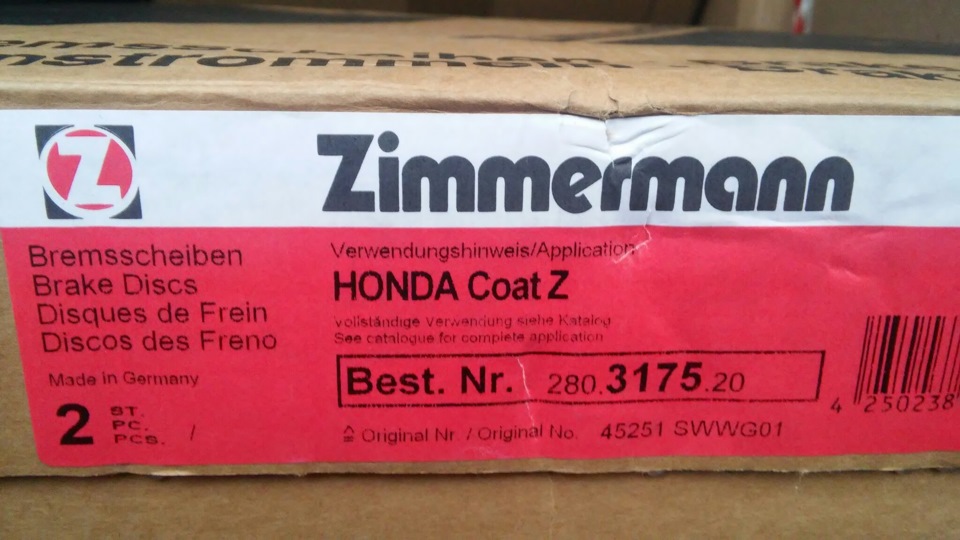 Z
Zimmermann
Bremsscheiben
Brake Discs
Disques de Frein
Discos des Freno
Made in Germany
2 ST.
PC.
PCS. /
Verwendungshinweis/Application
HONDA Coat Z
vollständige Verwendung siehe Katalog
See catalogue for complete application
Best. Nr. 280.3175.20
≙ Original Nr. / Original No. 45251 SWWG01
4 250238